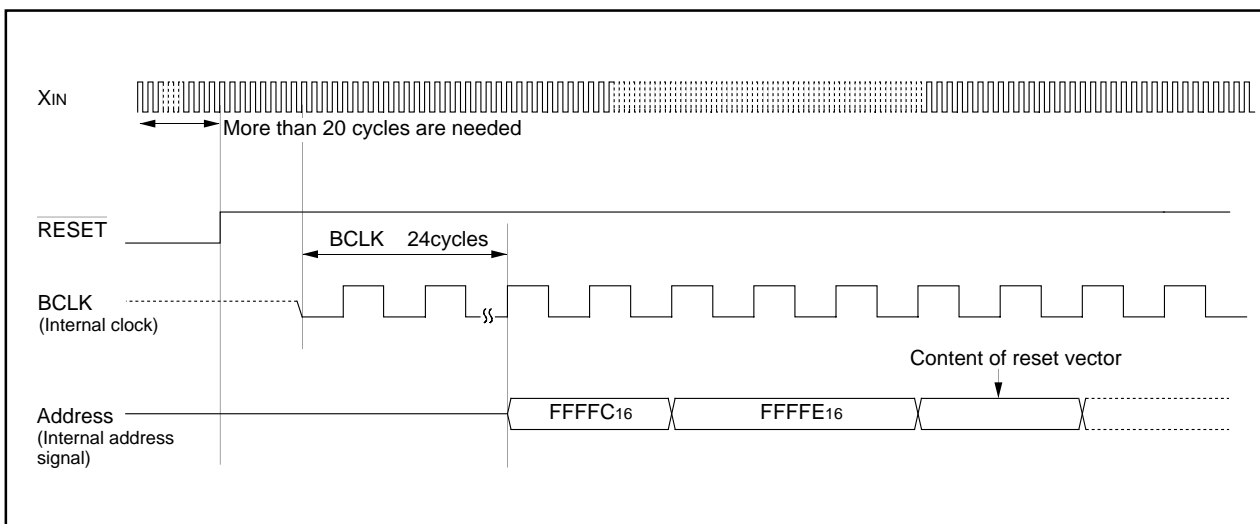 XIN
More than 20 cycles are needed
RESET
BCLK 24cycles
BCLK
(Internal clock)
Content of reset vector
Address
(Internal address
signal)
FFFFC16
FFFFE16